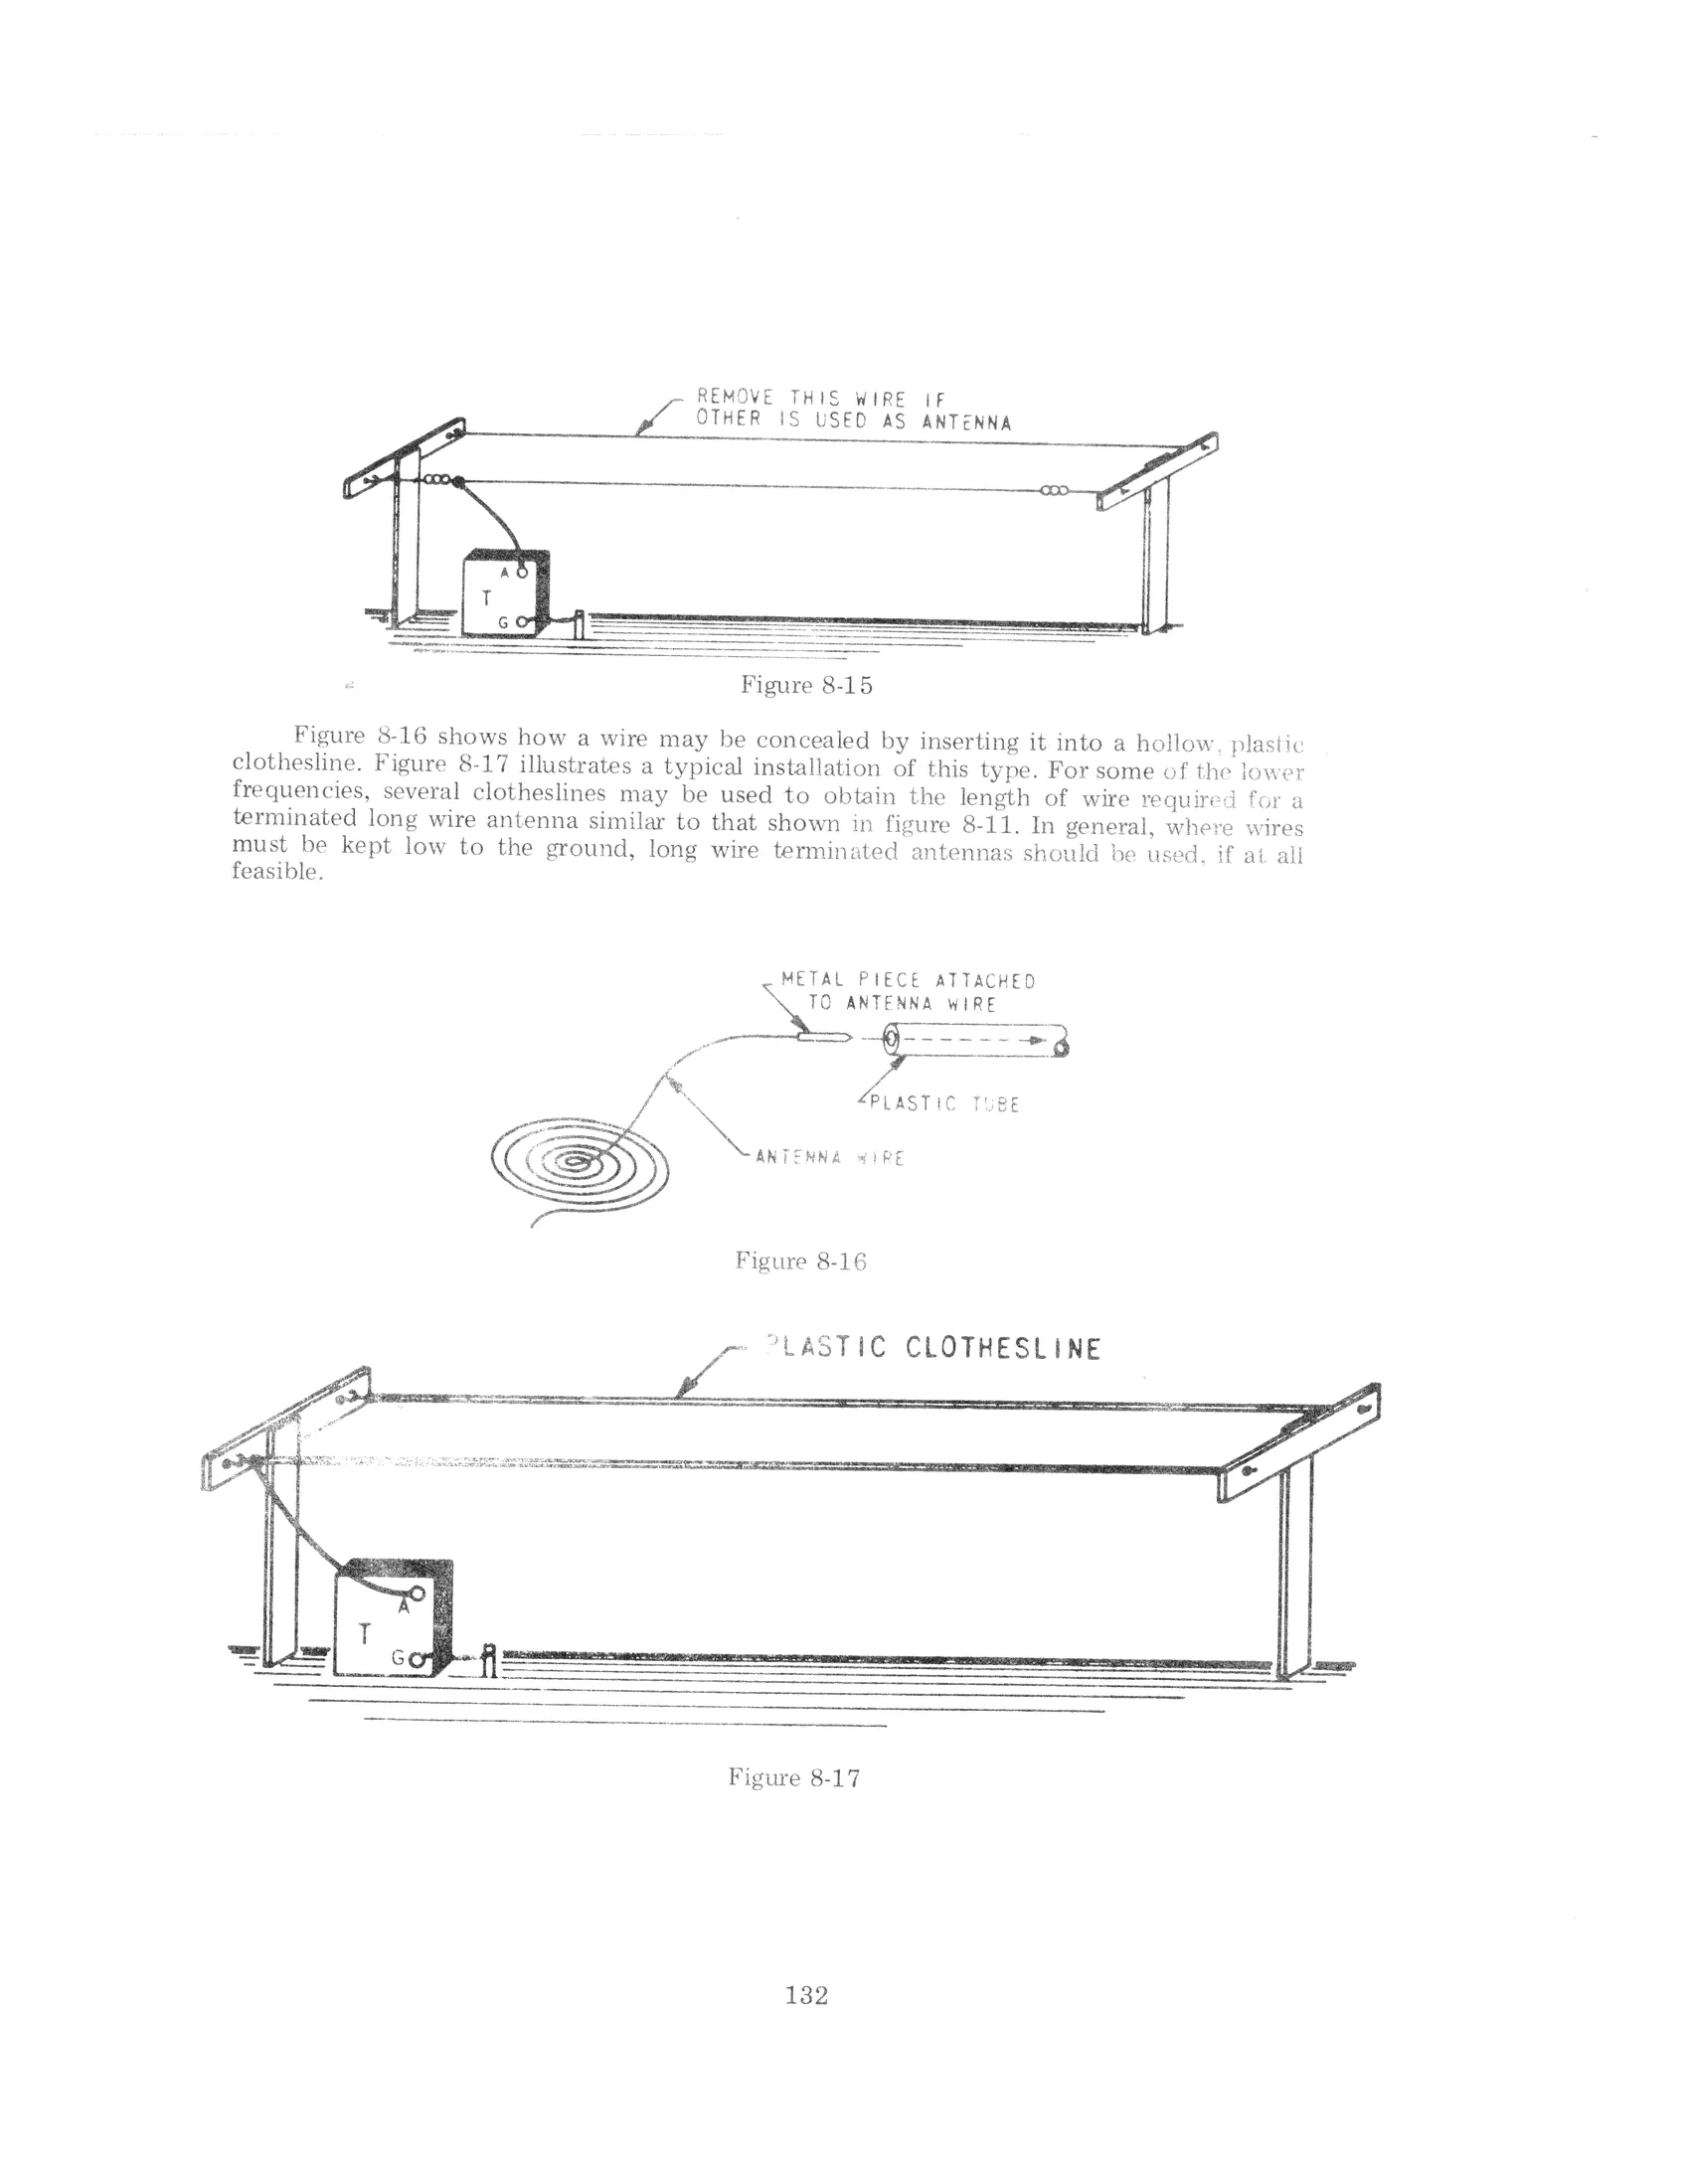 REMOVE THIS WIRE IF
OTHER IS USED AS ANTENNA
A
T
G
Figure 8-15
Figure 8-16 shows how a wire may be concealed by inserting it into a hollow, plastic
clothesline. Figure 8-17 illustrates a typical installation of this type. For some of the lower
frequencies, several clotheslines may be used to obtain the length of wire required for a
terminated long wire antenna similar to that shown in figure 8-11. In general, where wires
must be kept low to the ground, long wire terminated antennas should be used, if at all
feasible.
METAL PIECE ATTACHED
TO ANTENNA WIRE
PLASTIC TUBE
ANTENNA WIRE
Figure 8-16
PLASTIC CLOTHESLINE
A
T
G
Figure 8-17
132